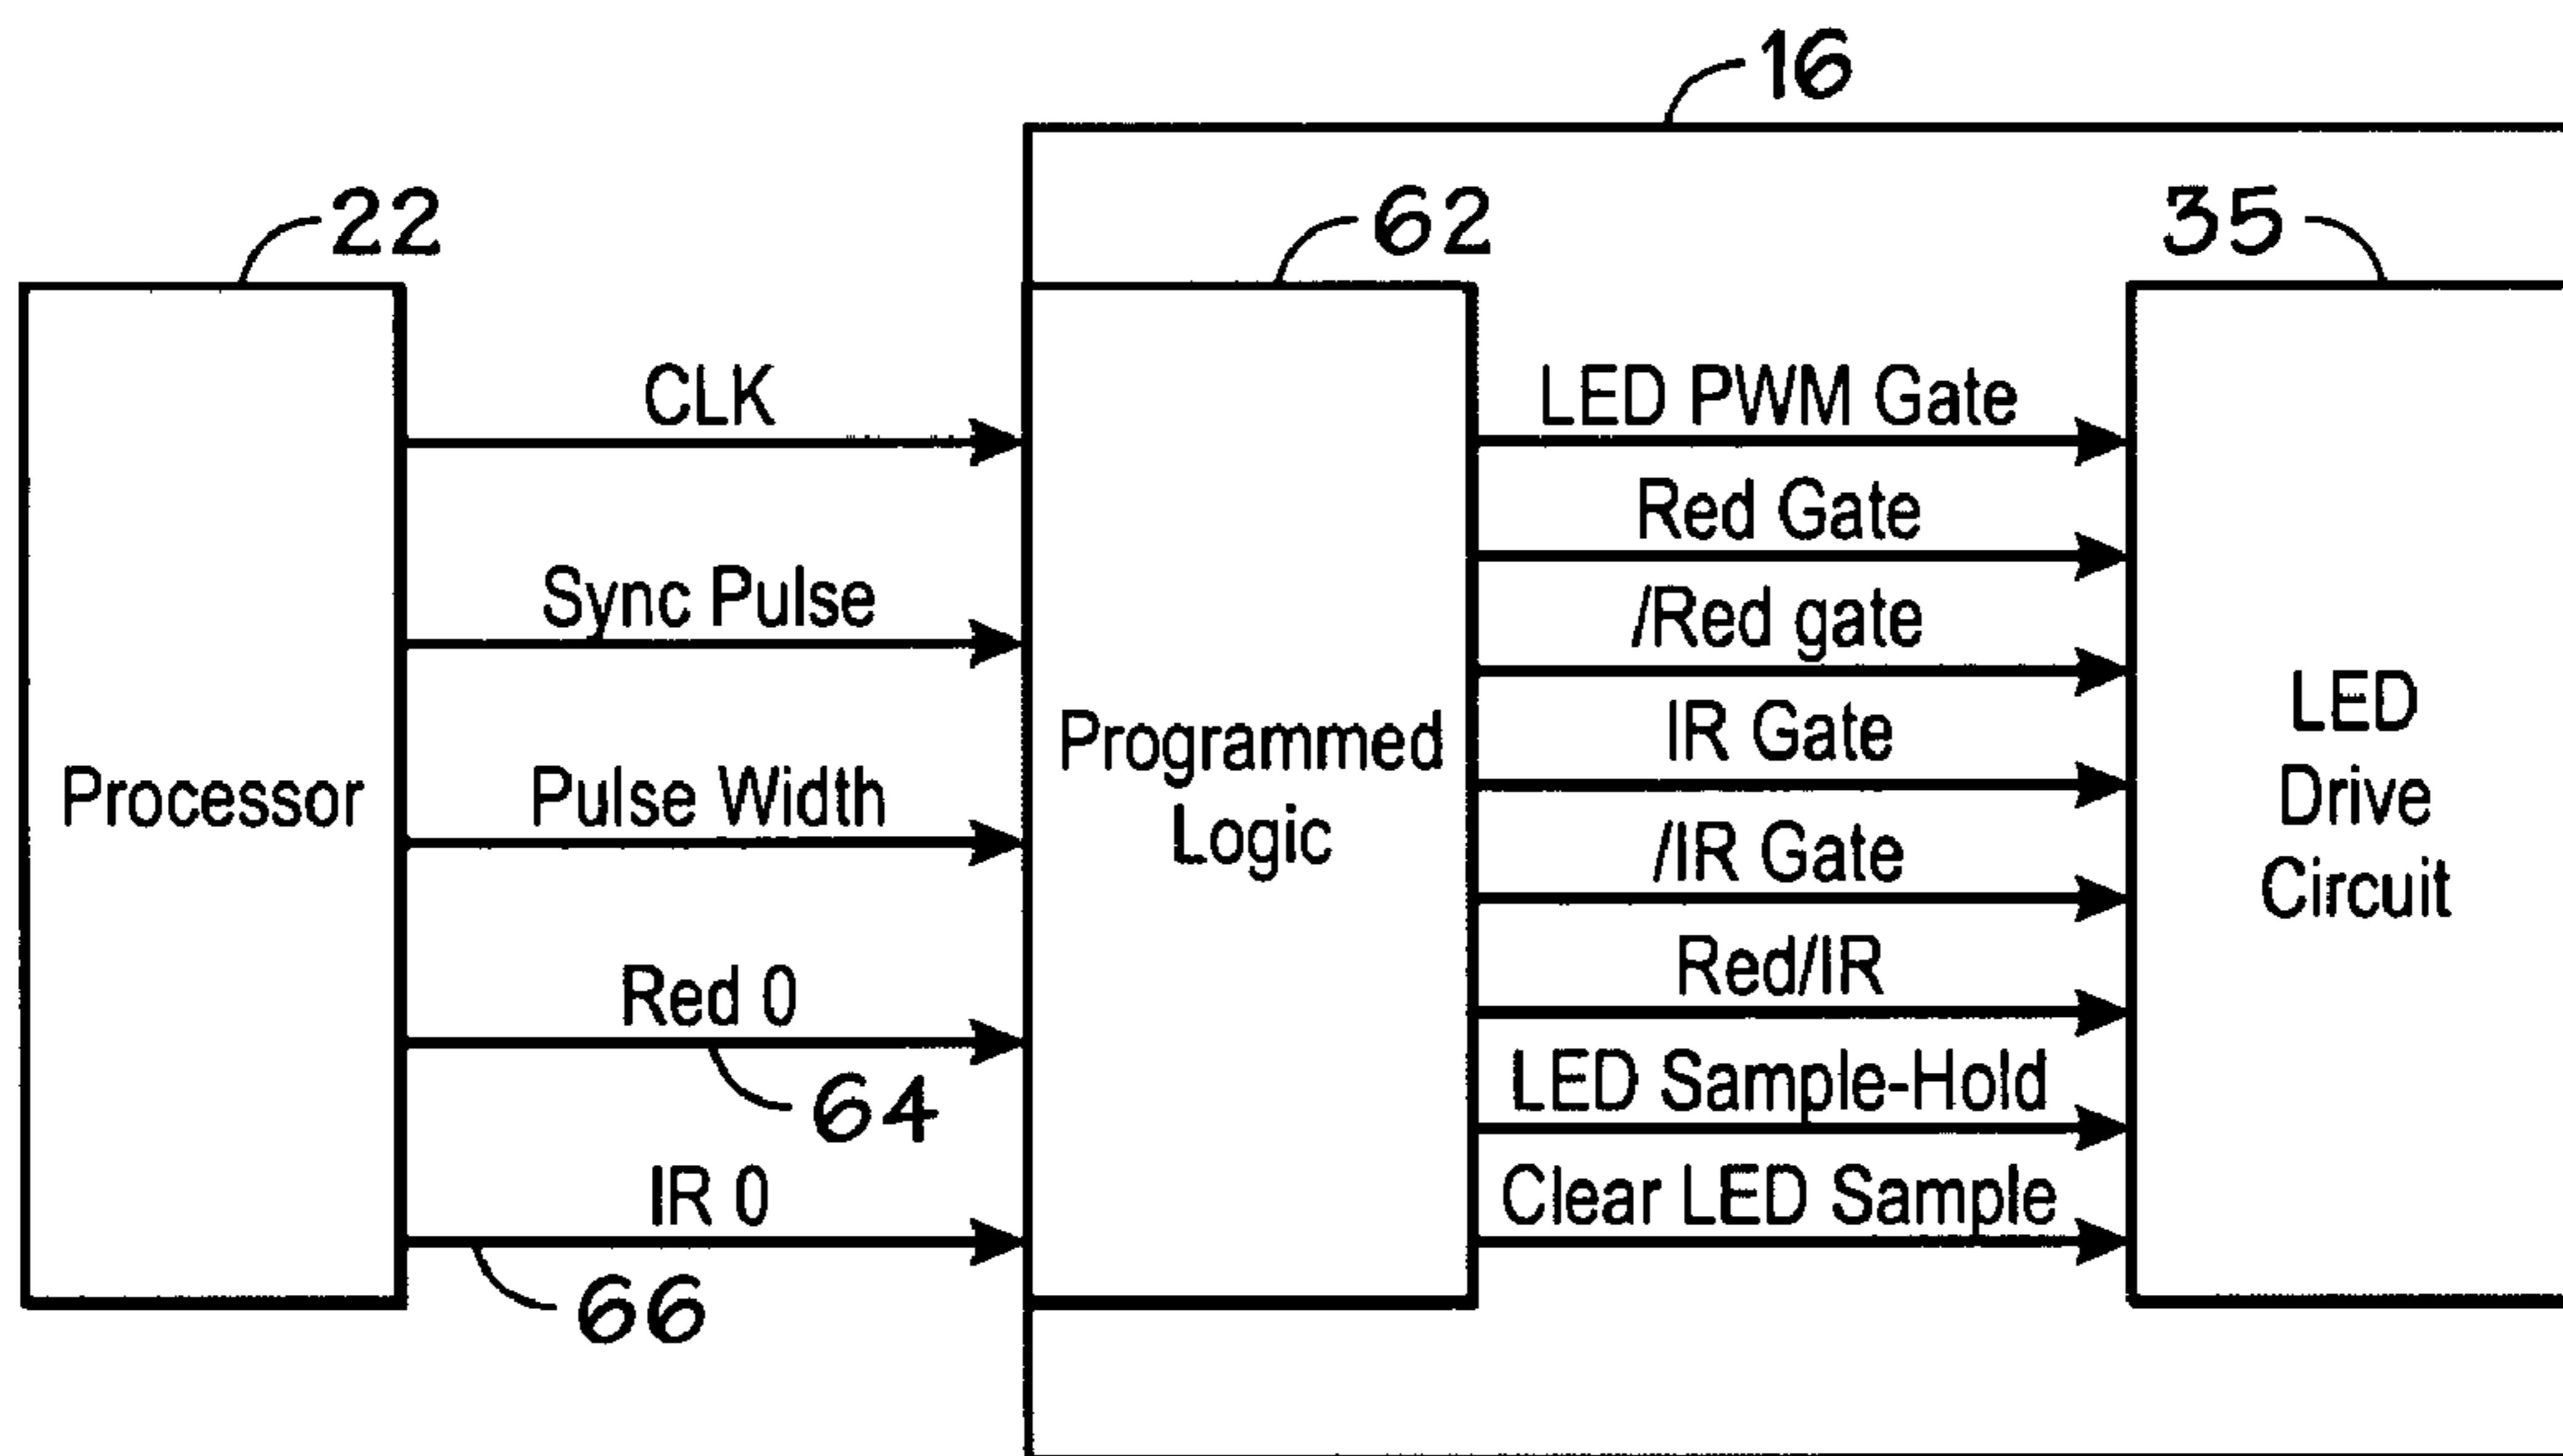 16
22
62
35
CLK
Sync Pulse
Pulse Width
Red 0
64
IR 0
66
Processor
Programmed
Logic
LED PWM Gate
Red Gate
/Red gate
IR Gate
/IR Gate
Red/IR
LED Sample-Hold
Clear LED Sample
LED
Drive
Circuit